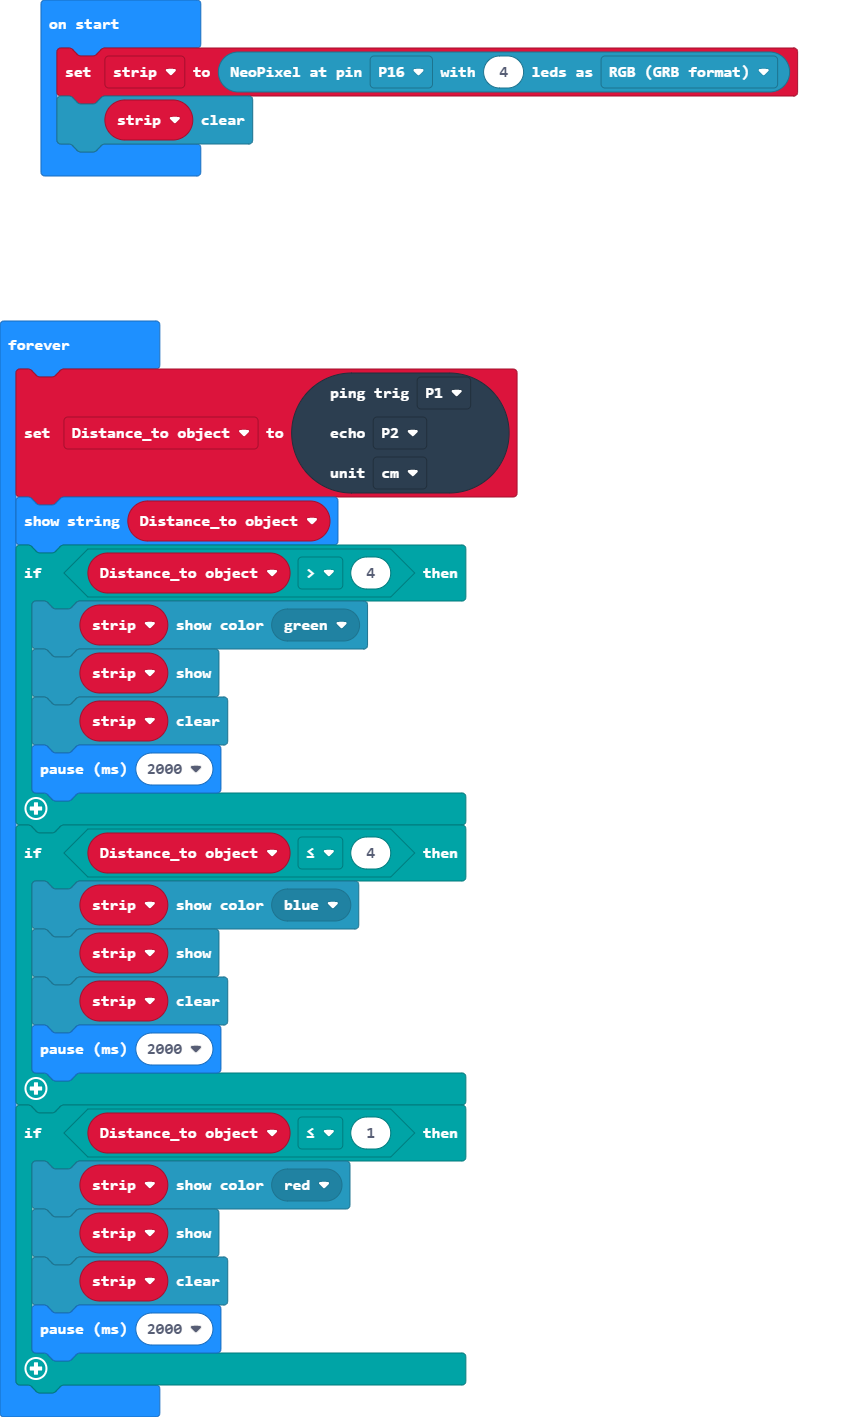 on start
set strip to NeoPixel at pin P16 with 4 leds as RGB (GRB format)
strip clear
forever
set Distance_to object to ping trig P1
echo P2
unit cm
show string Distance_to object
if Distance_to object > 4 then
strip show color green
strip show
strip clear
pause (ms) 2000
if Distance_to object ≤ 4 then
strip show color blue
strip show
strip clear
pause (ms) 2000
if Distance_to object ≤ 1 then
strip show color red
strip show
strip clear
pause (ms) 2000